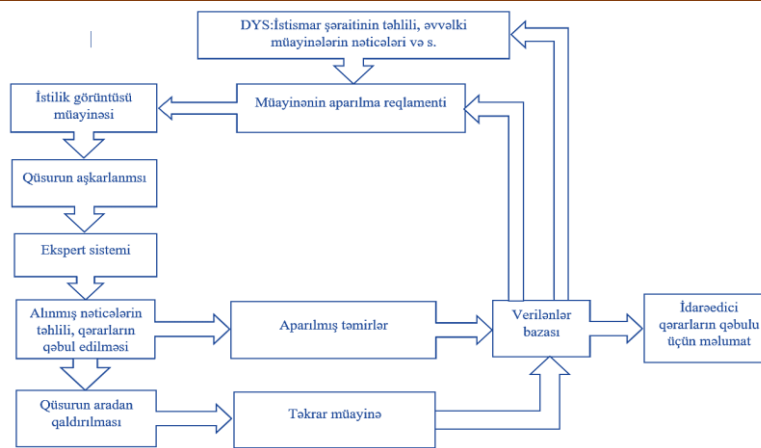 DYS:İstismar şəraitinin təhlili, əvvəlki
müayinələrin nəticələri və s.
İstilik görüntüsü
müayinəsi
Müayinənin aparılma reqlamenti
Qüsurun aşkarlanmsı
Ekspert sistemi
Alınmış nəticələrin
təhlili, qərarların
qəbul edilməsi
Aparılmış təmirlər
Verilənlər
bazası
İdarəedici
qərarların qəbulu
üçün məlumat
Qüsurun aradan
qaldırılması
Təkrar müayinə